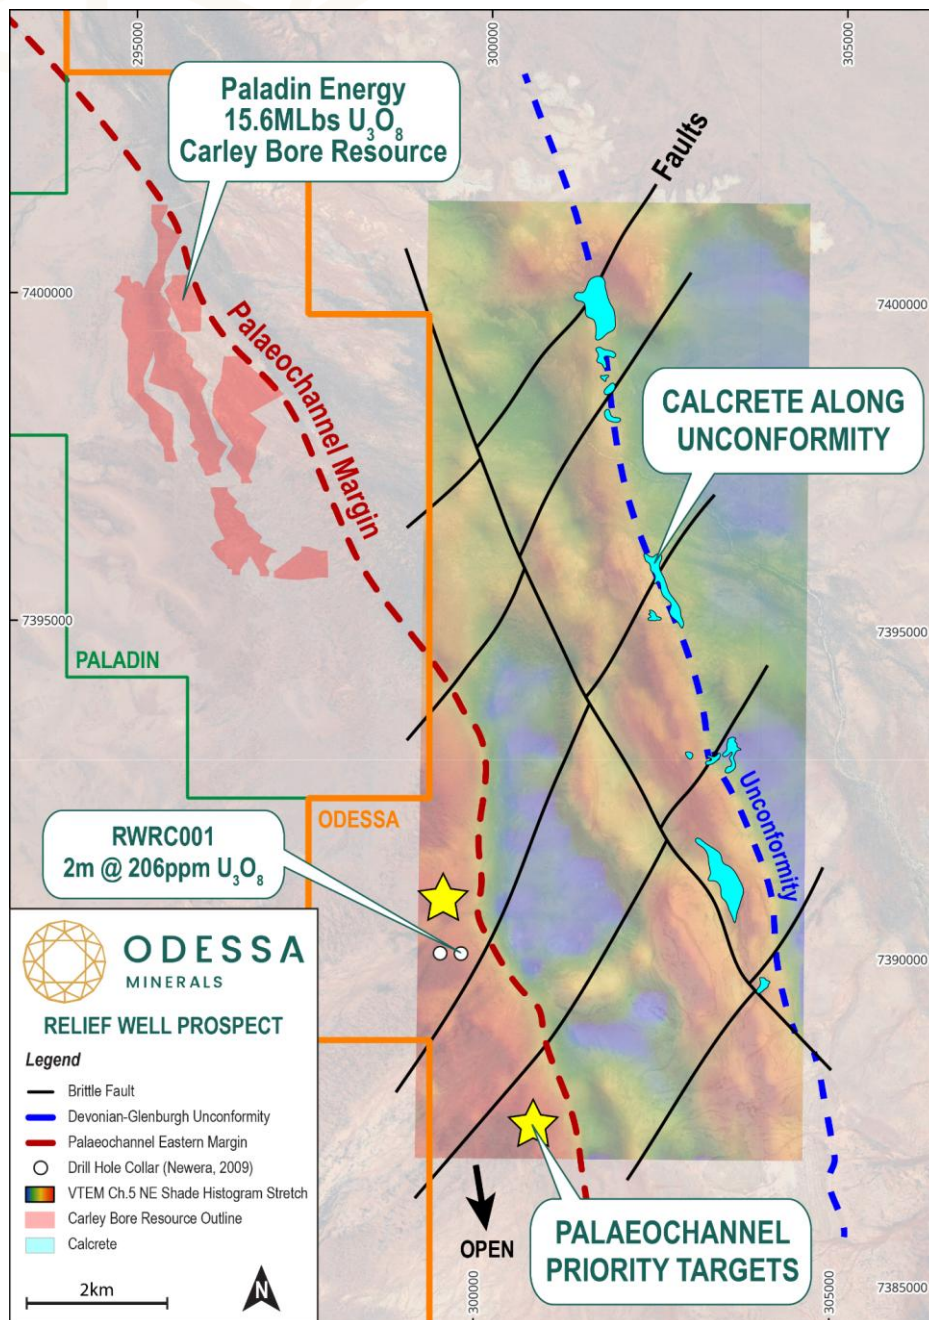 295000
300000
305000
Paladin Energy
15.6MLbs U₃O₈
Carley Bore Resource
Faults
7400000
7400000
Palaeochannel Margin
CALCRETE ALONG
UNCONFORMITY
7395000
7395000
PALADIN
ODESSA
Unconformity
RWRC001
2m @ 206ppm U₃O₈
7390000
ODESSA
MINERALS
RELIEF WELL PROSPECT
Legend
Brittle Fault
Devonian-Glenburgh Unconformity
Palaeochannel Eastern Margin
Drill Hole Collar (Newera, 2009)
VTEM Ch.5 NE Shade Histogram Stretch
Carley Bore Resource Outline
Calcrete
2km
N
OPEN
PALAEOCHANNEL
PRIORITY TARGETS
300000
305000
7385000